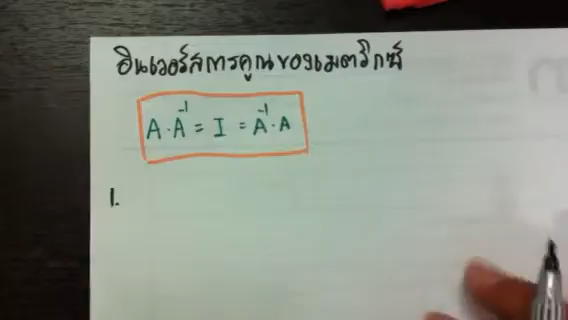 อินเวอร์สการคูณของเมตริกซ์
A · A⁻¹ = I = A⁻¹ · A
1.